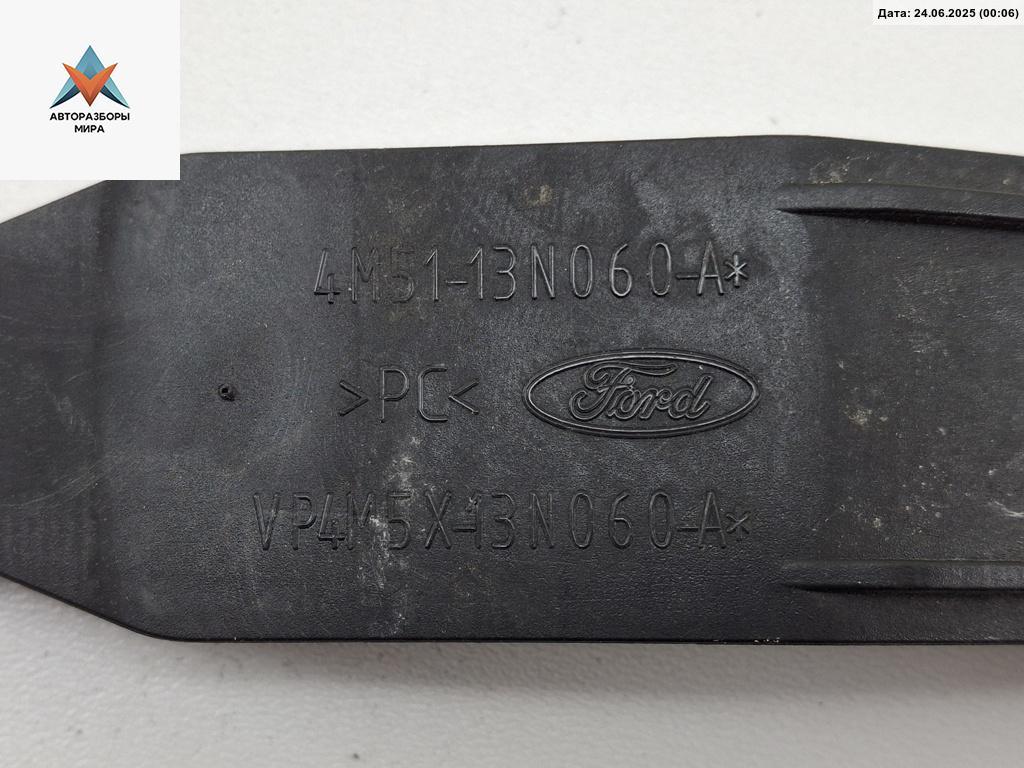 Дата: 24.06.2025 (00:06)
АВТОРАЗБОРЫ
МИРА
4M51-13N060-A*
>PC<
Ford
VP4M5X-13N060-A*